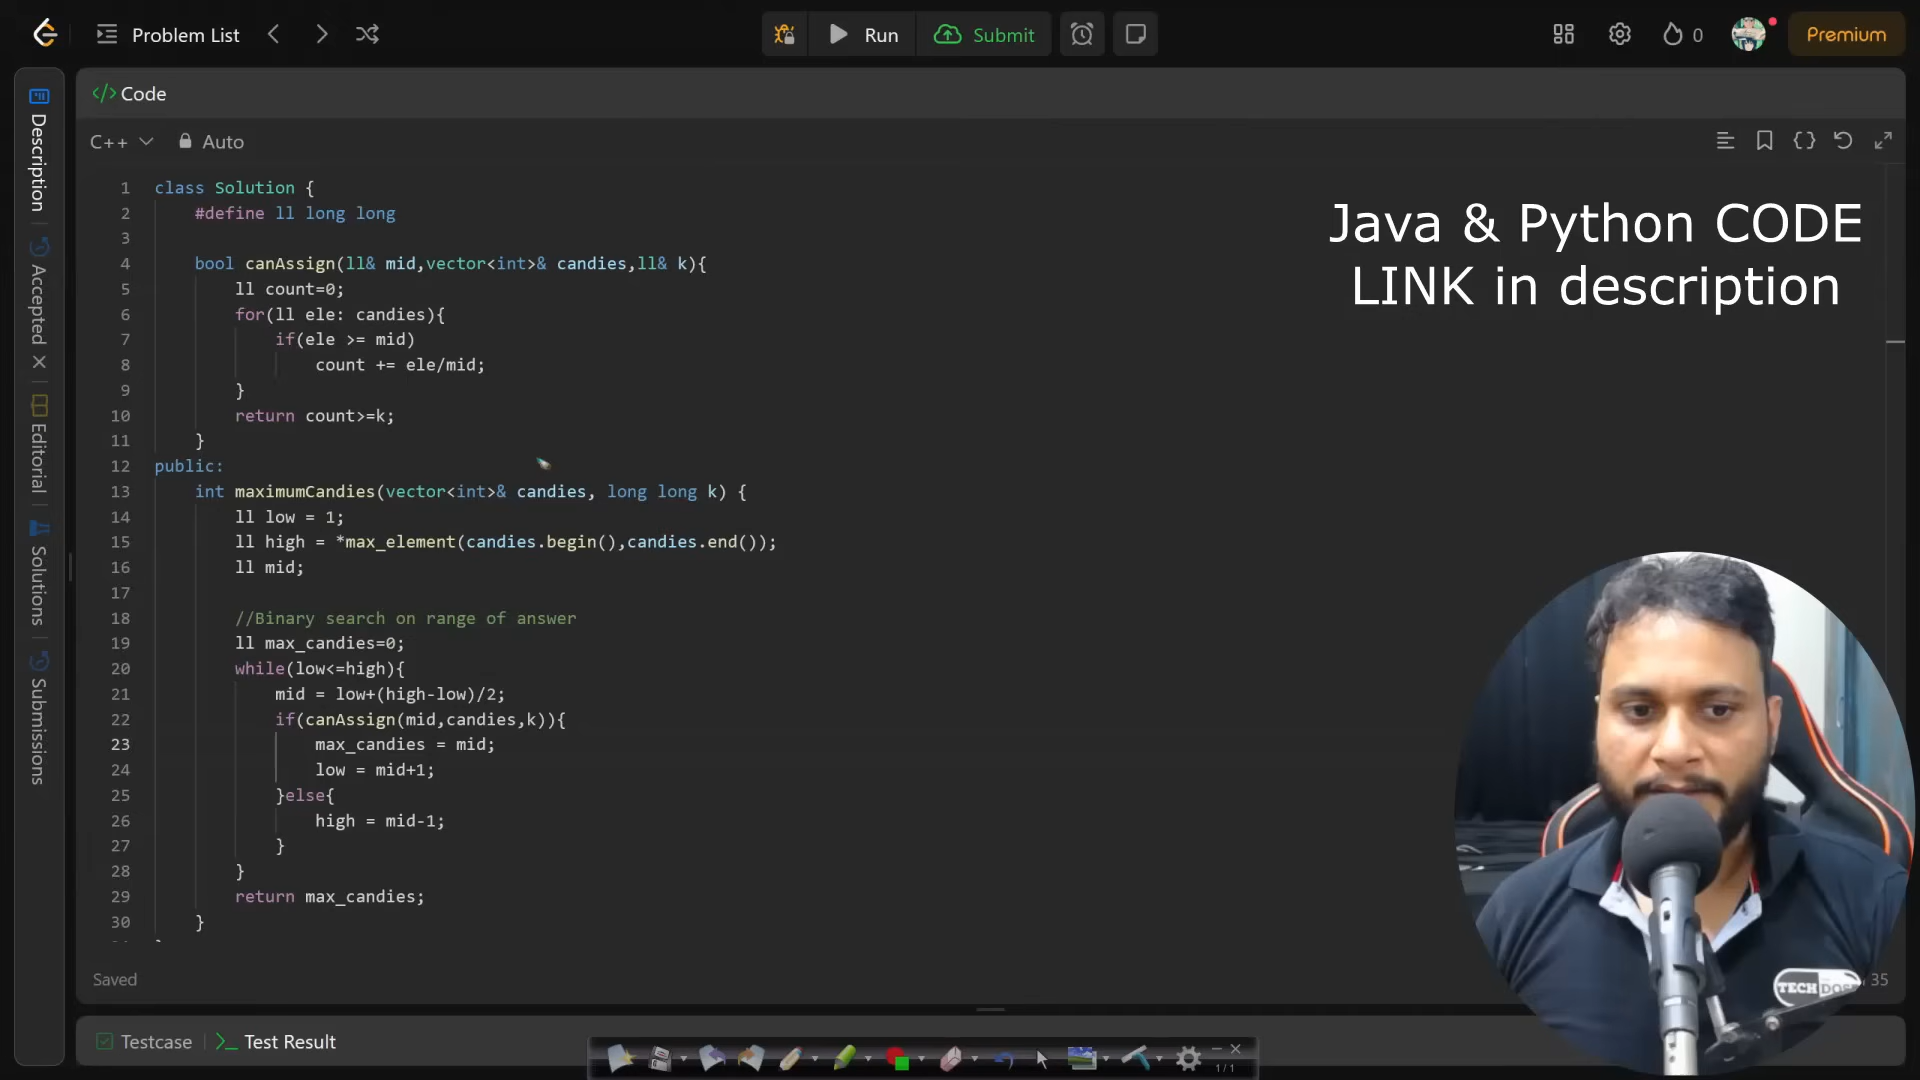 Problem List
Run
Submit
0
Premium
Description
Accepted
Editorial
Solutions
Submissions
</> Code
C++
Auto
Java & Python CODE
LINK in description
1 class Solution {
2 #define ll long long
3
4 bool canAssign(ll& mid,vector<int>& candies,ll& k){
5 ll count=0;
6 for(ll ele: candies){
7 if(ele >= mid)
8 count += ele/mid;
9 }
10 return count>=k;
11 }
12 public:
13 int maximumCandies(vector<int>& candies, long long k) {
14 ll low = 1;
15 ll high = *max_element(candies.begin(),candies.end());
16 ll mid;
17
18 //Binary search on range of answer
19 ll max_candies=0;
20 while(low<=high){
21 mid = low+(high-low)/2;
22 if(canAssign(mid,candies,k)){
23 max_candies = mid;
24 low = mid+1;
25 }else{
26 high = mid-1;
27 }
28 }
29 return max_candies;
30 }
Saved
35
TECH DOSE
Testcase
Test Result
1/1